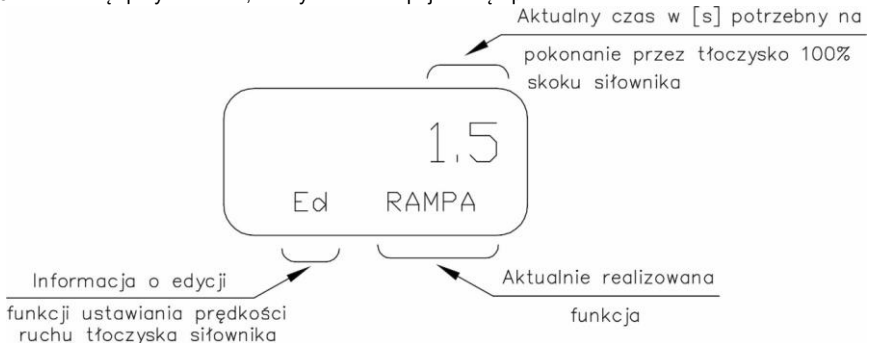 Aktualny czas w [s] potrzebny na
pokonanie przez tłoczysko 100%
skoku siłownika
1.5
Ed RAMPA
Informacja o edycji
funkcji ustawiania prędkości
ruchu tłoczyska siłownika
Aktualnie realizowana
funkcja